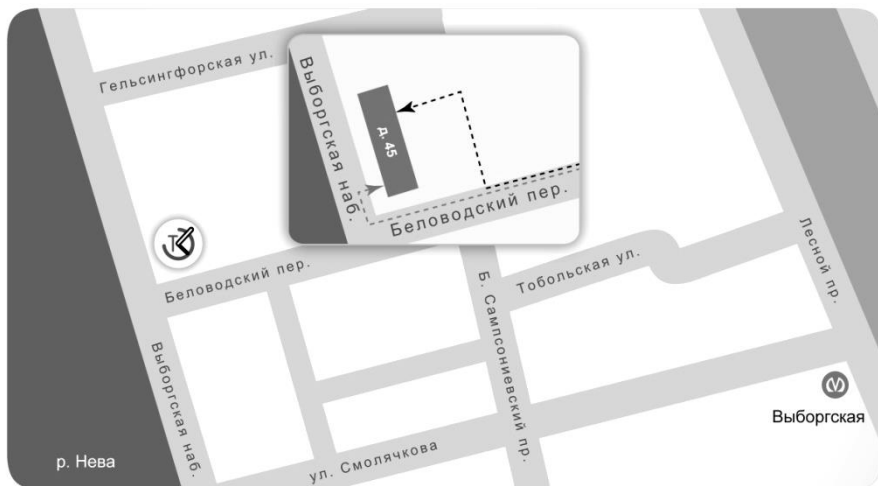 Гельсингфорская ул.
Выборгская наб.
д. 45
Беловодский пер.
Беловодский пер.
Тобольская ул.
Лесной пр.
Б. Сампсониевский пр.
Выборгская наб.
Выборгская
ул. Смолячкова
р. Нева